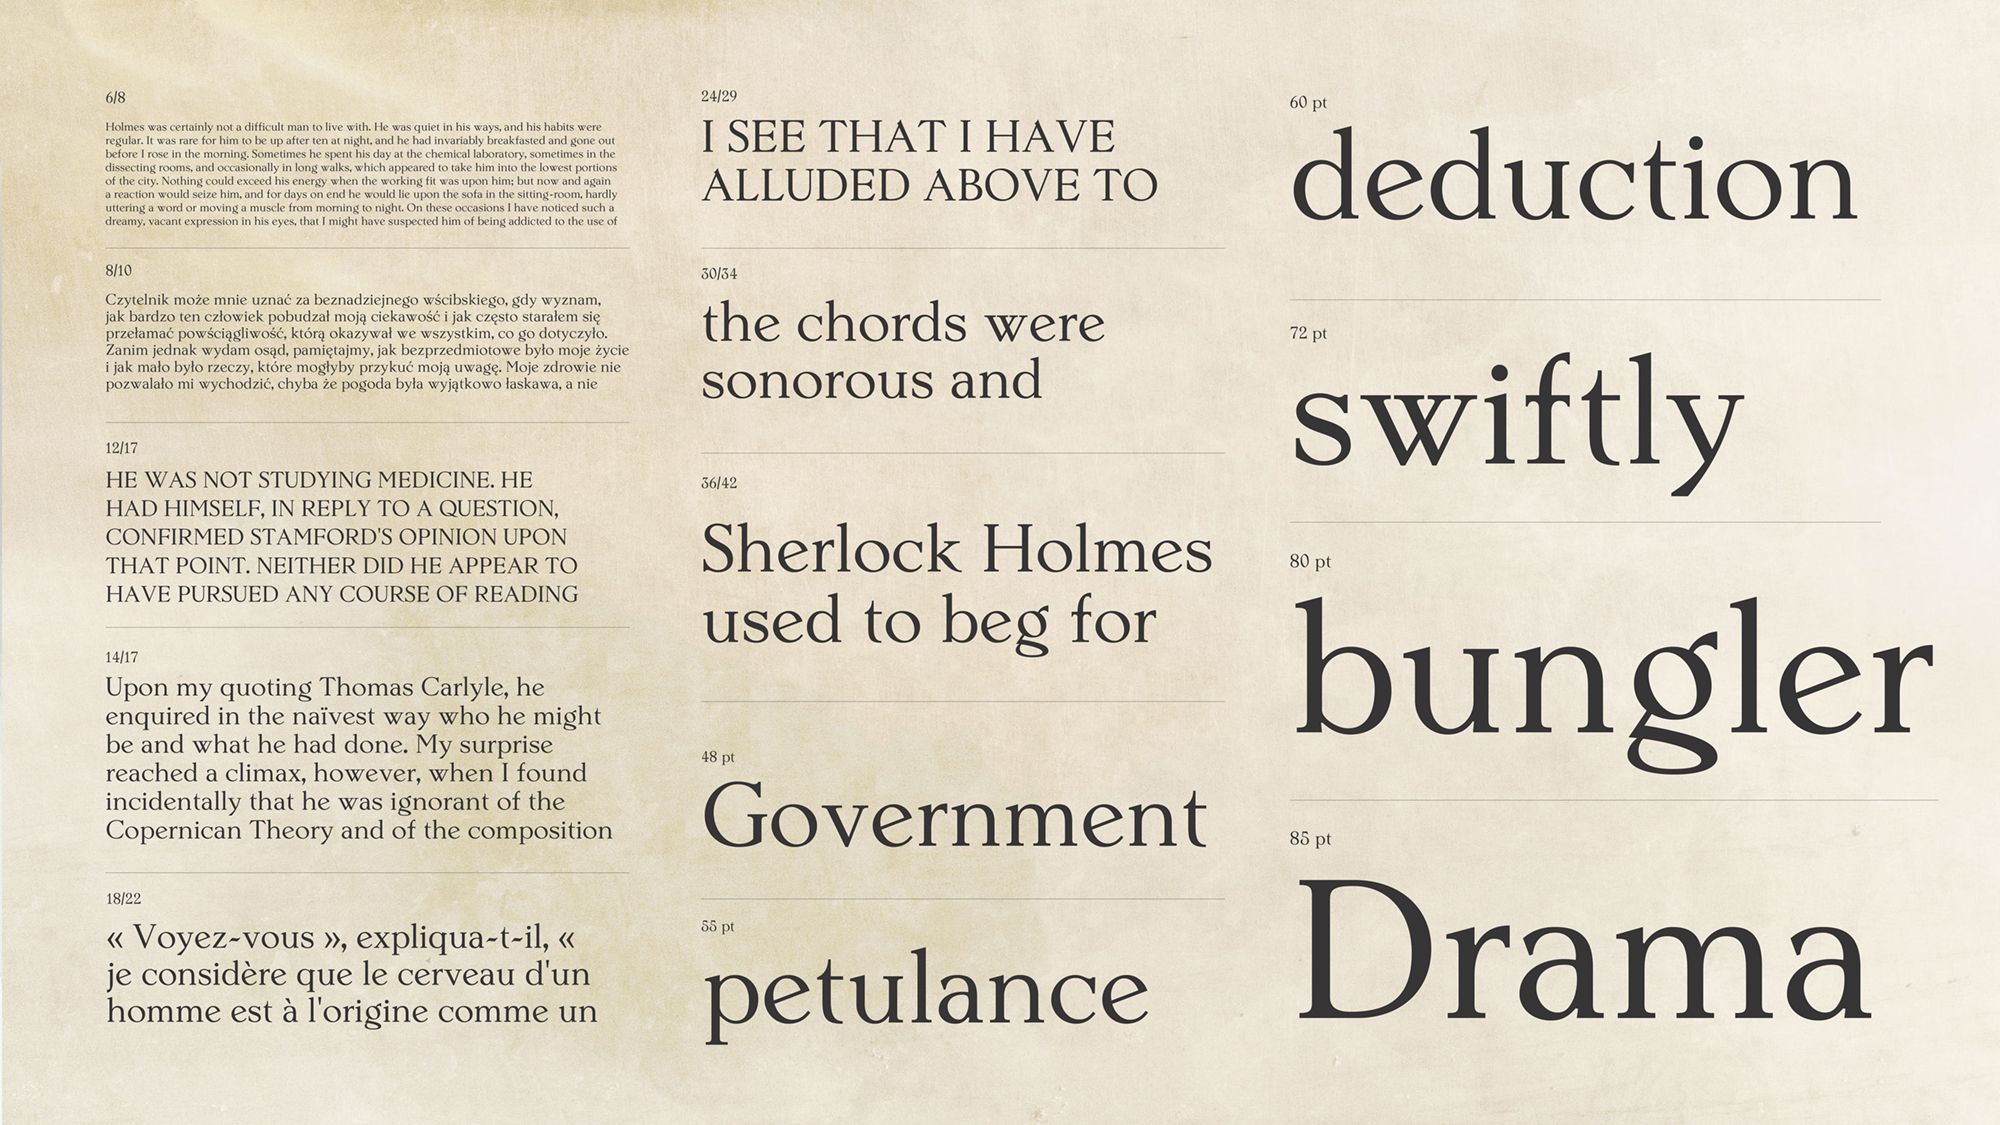 6/8
Holmes was certainly not a difficult man to live with. He was quiet in his ways, and his habits were
regular. It was rare for him to be up after ten at night, and he had invariably breakfasted and gone out
before I rose in the morning. Sometimes he spent his day at the chemical laboratory, sometimes in the
dissecting rooms, and occasionally in long walks, which appeared to take him into the lowest portions
of the city. Nothing could exceed his energy when the working fit was upon him; but now and again
a reaction would seize him, and for days on end he would lie upon the sofa in the sitting-room, hardly
uttering a word or moving a muscle from morning to night. On these occasions I have noticed such a
dreamy, vacant expression in his eyes, that I might have suspected him of being addicted to the use of
8/10
Czytelnik może mnie uznać za beznadziejnego wścibskiego, gdy wyznam,
jak bardzo ten człowiek pobudzał moją ciekawość i jak często starałem się
przełamać powściągliwość, którą okazywał we wszystkim, co go dotyczyło.
Zanim jednak wydam osąd, pamiętajmy, jak bezprzedmiotowe było moje życie
i jak mało było rzeczy, które mogłyby przykuć moją uwagę. Moje zdrowie nie
pozwalało mi wychodzić, chyba że pogoda była wyjątkowo łaskawa, a nie
12/17
HE WAS NOT STUDYING MEDICINE. HE
HAD HIMSELF, IN REPLY TO A QUESTION,
CONFIRMED STAMFORD'S OPINION UPON
THAT POINT. NEITHER DID HE APPEAR TO
HAVE PURSUED ANY COURSE OF READING
14/17
Upon my quoting Thomas Carlyle, he
enquired in the naïvest way who he might
be and what he had done. My surprise
reached a climax, however, when I found
incidentally that he was ignorant of the
Copernican Theory and of the composition
18/22
« Voyez-vous », expliqua-t-il, «
je considère que le cerveau d'un
homme est à l'origine comme un
24/29
I SEE THAT I HAVE
ALLUDED ABOVE TO
30/34
the chords were
sonorous and
36/42
Sherlock Holmes
used to beg for
48 pt
Government
55 pt
petulance
60 pt
deduction
72 pt
swiftly
80 pt
bungler
85 pt
Drama